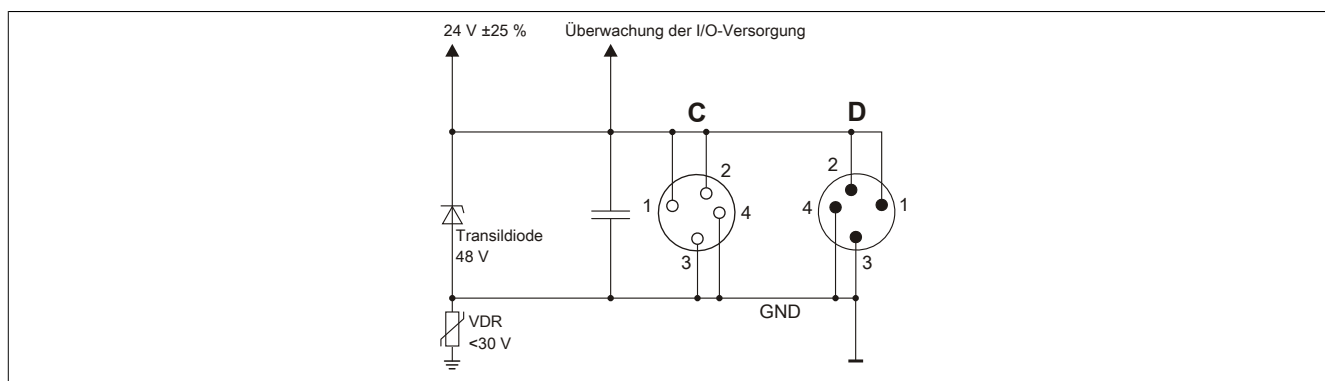 24 V ±25 % Überwachung der I/O-Versorgung
C D
2 2
1 4 4 1
Transildiode
48 V
3 3
GND
VDR
<30 V